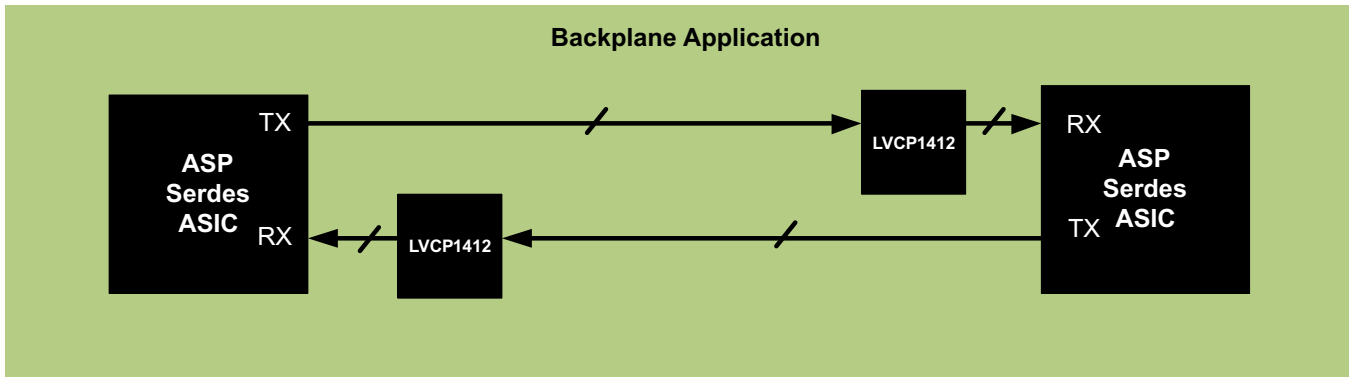 Backplane Application
TX
ASP
Serdes
ASIC
RX
LVCP1412
LVCP1412
RX
ASP
Serdes
ASIC
TX